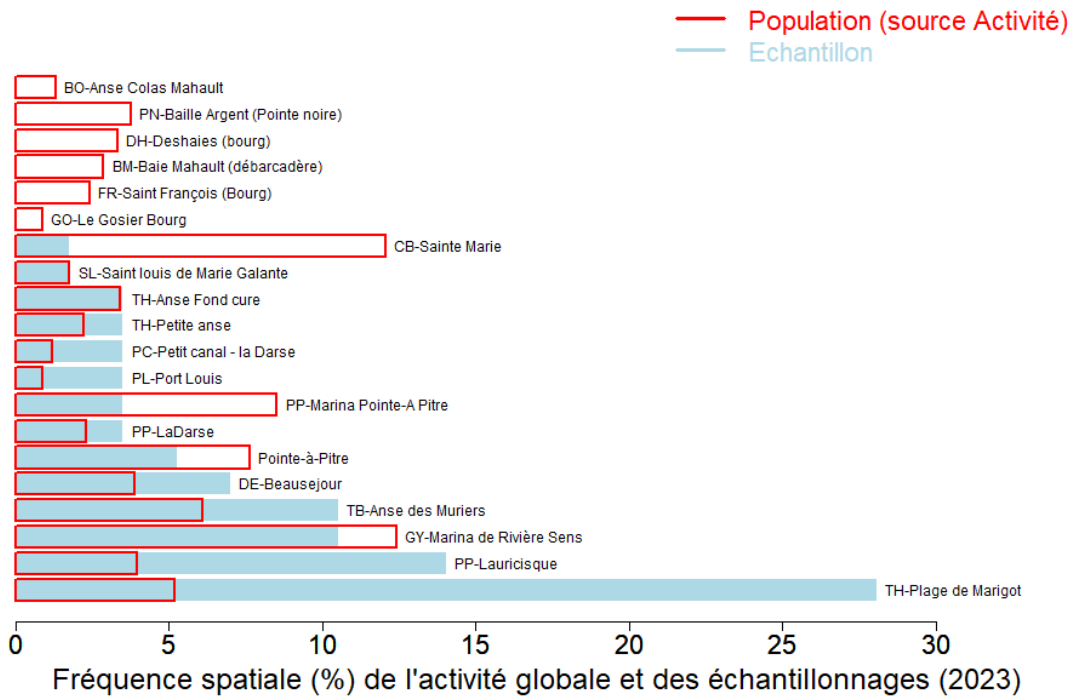 Population (source Activité)
Echantillon
BO-Anse Colas Mahault
PN-Baille Argent (Pointe noire)
DH-Deshaies (bourg)
BM-Baie Mahault (débarcadère)
FR-Saint François (Bourg)
GO-Le Gosier Bourg
CB-Sainte Marie
SL-Saint louis de Marie Galante
TH-Anse Fond cure
TH-Petite anse
PC-Petit canal - la Darse
PL-Port Louis
PP-Marina Pointe-A Pitre
PP-LaDarse
Pointe-à-Pitre
DE-Beausejour
TB-Anse des Muriers
GY-Marina de Rivière Sens
PP-Lauricisque
TH-Plage de Marigot
0 5 10 15 20 25 30
Fréquence spatiale (%) de l'activité globale et des échantillonnages (2023)